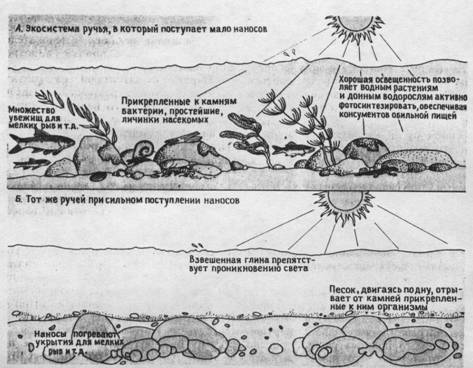 А. Экосистема ручья, в который поступает мало наносов
Хорошая освещенность позво-
ляет водным растениям
и донным водорослям активно
фотосинтезировать, обеспечивая
консументов обильной пищей
Прикрепленные к камням
бактерии, простейшие,
личинки насекомых
Множество
убежищ для
мелких рыб и т.д.
Б. Тот же ручей при сильном поступлении наносов
Взвешенная глина препятст-
вует проникновению света
Песок, двигаясь по дну, отры-
вает от камней прикреплен-
ные к ним организмы
Наносы погребают
укрытия для мелких
рыб и т.д.